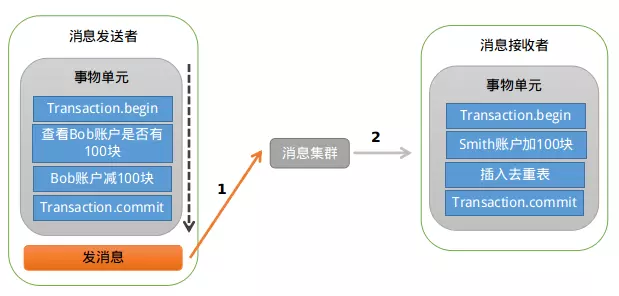 消息发送者
事物单元
Transaction.begin
查看Bob账户是否有
100块
Bob账户减100块
Transaction.commit
发消息
1
消息集群
2
消息接收者
事物单元
Transaction.begin
Smith账户加100块
插入去重表
Transaction.commit